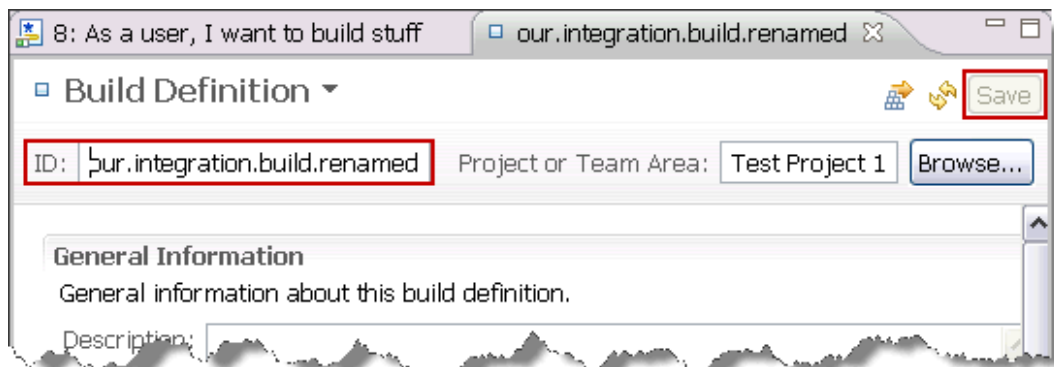 8: As a user, I want to build stuff our.integration.build.renamed
Build Definition Save
ID: our.integration.build.renamed Project or Team Area: Test Project 1 Browse...
General Information
General information about this build definition.
Description: